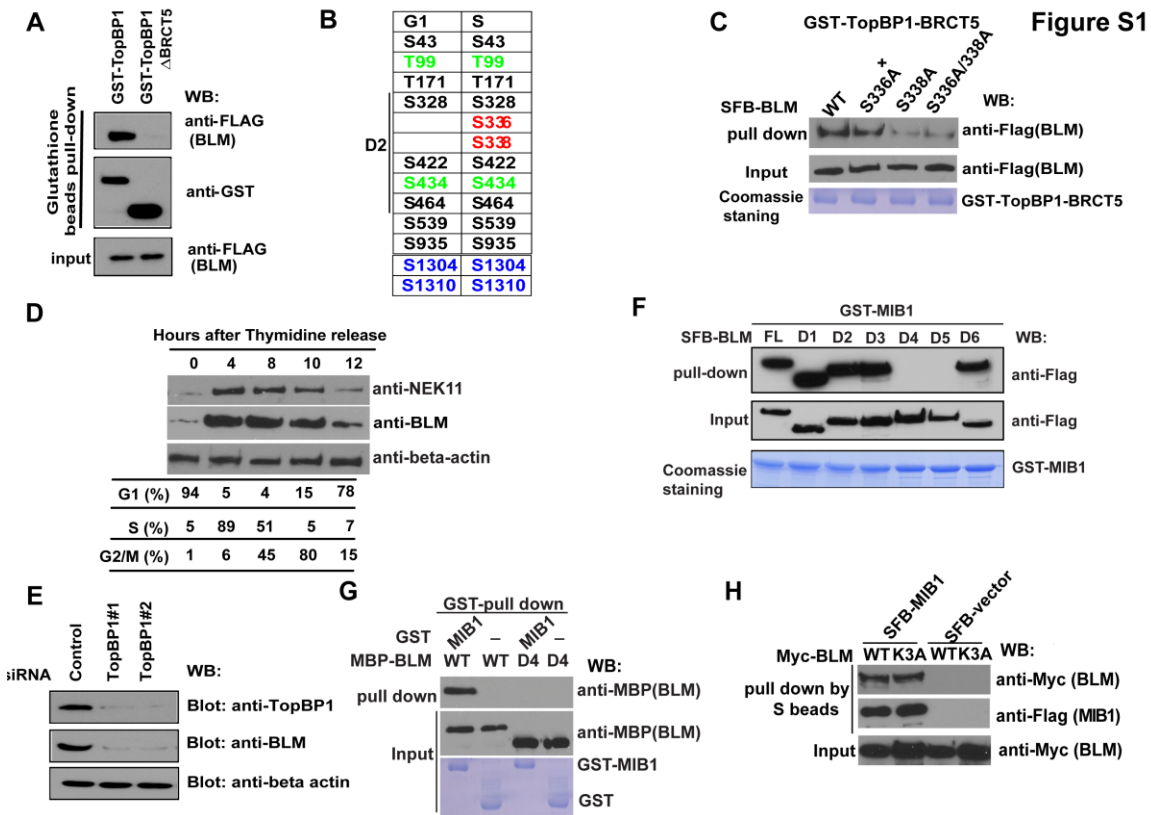 Figure S1
A
GST-TopBP1
GST-TopBP1
△BRCT5
WB:
Glutathione
beads pull-down
anti-FLAG
(BLM)
anti-GST
input
anti-FLAG
(BLM)
B
G1 S
S43 S43
T99 T99
T171 T171
S328 S328
S336
S338
D2
S422 S422
S434 S434
S464 S464
S539 S539
S935 S935
S1304 S1304
S1310 S1310
C
GST-TopBP1-BRCT5
+
SFB-BLM WT S336A S338A S336A/338A WB:
pull down anti-Flag(BLM)
Input anti-Flag(BLM)
Coomassie
staning
GST-TopBP1-BRCT5
D
Hours after Thymidine release
0 4 8 10 12
anti-NEK11
anti-BLM
anti-beta-actin
G1 (%) 94 5 4 15 78
S (%) 5 89 51 5 7
G2/M (%) 1 6 45 80 15
E
siRNA Control TopBP1#1 TopBP1#2 WB:
Blot: anti-TopBP1
Blot: anti-BLM
Blot: anti-beta actin
F
GST-MIB1
SFB-BLM FL D1 D2 D3 D4 D5 D6 WB:
pull-down anti-Flag
Input anti-Flag
Coomassie
staining
GST-MIB1
G
GST-pull down
GST MIB1 – MIB1 –
MBP-BLM WT WT D4 D4 WB:
pull down anti-MBP(BLM)
Input
anti-MBP(BLM)
GST-MIB1
GST
H
SFB-MIB1 SFB-vector
Myc-BLM WT K3A WT K3A WB:
pull down by
S beads
anti-Myc (BLM)
anti-Flag (MIB1)
Input anti-Myc (BLM)